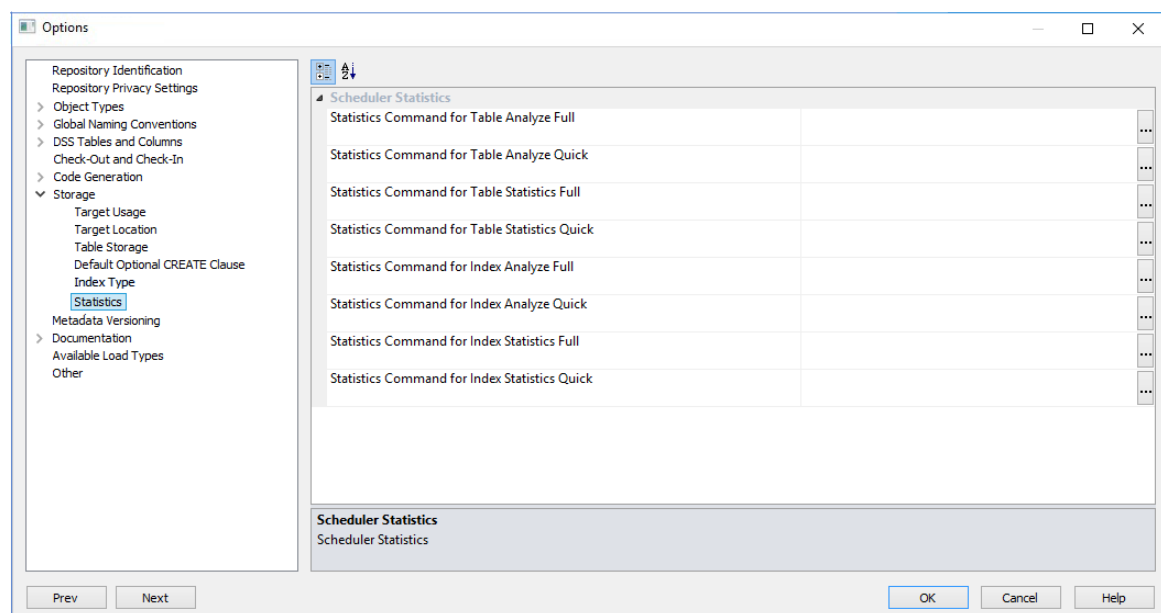 Options
Repository Identification
Repository Privacy Settings
Object Types
Global Naming Conventions
DSS Tables and Columns
Check-Out and Check-In
Code Generation
Storage
Target Usage
Target Location
Table Storage
Default Optional CREATE Clause
Index Type
Statistics
Metadata Versioning
Documentation
Available Load Types
Other
Scheduler Statistics
Statistics Command for Table Analyze Full
...
Statistics Command for Table Analyze Quick
...
Statistics Command for Table Statistics Full
...
Statistics Command for Table Statistics Quick
...
Statistics Command for Index Analyze Full
...
Statistics Command for Index Analyze Quick
...
Statistics Command for Index Statistics Full
...
Statistics Command for Index Statistics Quick
...
Scheduler Statistics
Scheduler Statistics
Prev Next OK Cancel Help